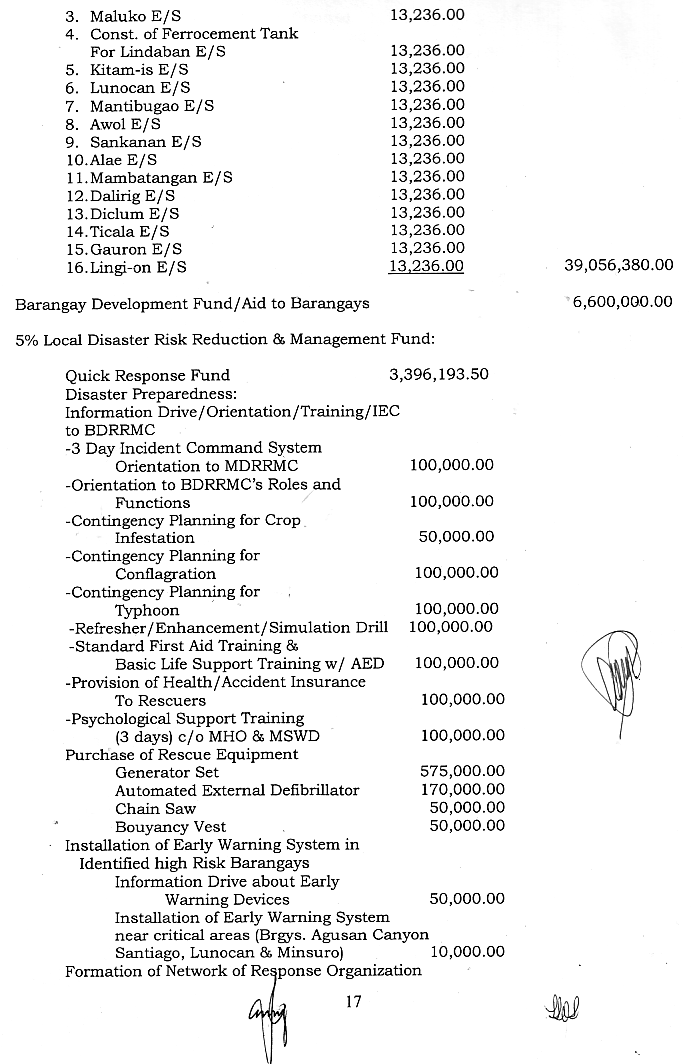 3. Maluko E/S 13,236.00
4. Const. of Ferrocement Tank
For Lindaban E/S 13,236.00
5. Kitam-is E/S 13,236.00
6. Lunocan E/S 13,236.00
7. Mantibugao E/S 13,236.00
8. Awol E/S 13,236.00
9. Sankanan E/S 13,236.00
10.Alae E/S 13,236.00
11.Mambatangan E/S 13,236.00
12.Dalirig E/S 13,236.00
13.Diclum E/S 13,236.00
14.Ticala E/S 13,236.00
15.Gauron E/S 13,236.00
16.Lingi-on E/S 13,236.00 39,056,380.00
Barangay Development Fund/Aid to Barangays 6,600,000.00
5% Local Disaster Risk Reduction & Management Fund:
Quick Response Fund 3,396,193.50
Disaster Preparedness:
Information Drive/Orientation/Training/IEC
to BDRRMC
-3 Day Incident Command System
Orientation to MDRRMC 100,000.00
-Orientation to BDRRMC's Roles and
Functions 100,000.00
-Contingency Planning for Crop
Infestation 50,000.00
-Contingency Planning for
Conflagration 100,000.00
-Contingency Planning for
Typhoon 100,000.00
-Refresher/Enhancement/Simulation Drill 100,000.00
-Standard First Aid Training &
Basic Life Support Training w/ AED 100,000.00
-Provision of Health/Accident Insurance
To Rescuers 100,000.00
-Psychological Support Training
(3 days) c/o MHO & MSWD 100,000.00
Purchase of Rescue Equipment
Generator Set 575,000.00
Automated External Defibrillator 170,000.00
Chain Saw 50,000.00
Bouyancy Vest 50,000.00
Installation of Early Warning System in
Identified high Risk Barangays
Information Drive about Early
Warning Devices 50,000.00
Installation of Early Warning System
near critical areas (Brgys. Agusan Canyon
Santiago, Lunocan & Minsuro) 10,000.00
Formation of Network of Response Organization
17